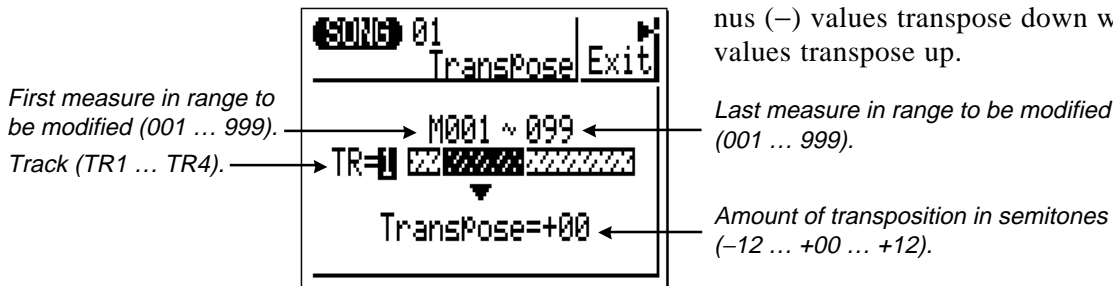 nus (–) values transpose down w
values transpose up.
SONG 01
Transpose Exit
First measure in range to
be modified (001 … 999).
M001 ~ 099
Last measure in range to be modified
(001 … 999).
Track (TR1 … TR4).
TR=1
Transpose=+00
Amount of transposition in semitones
(–12 … +00 … +12).